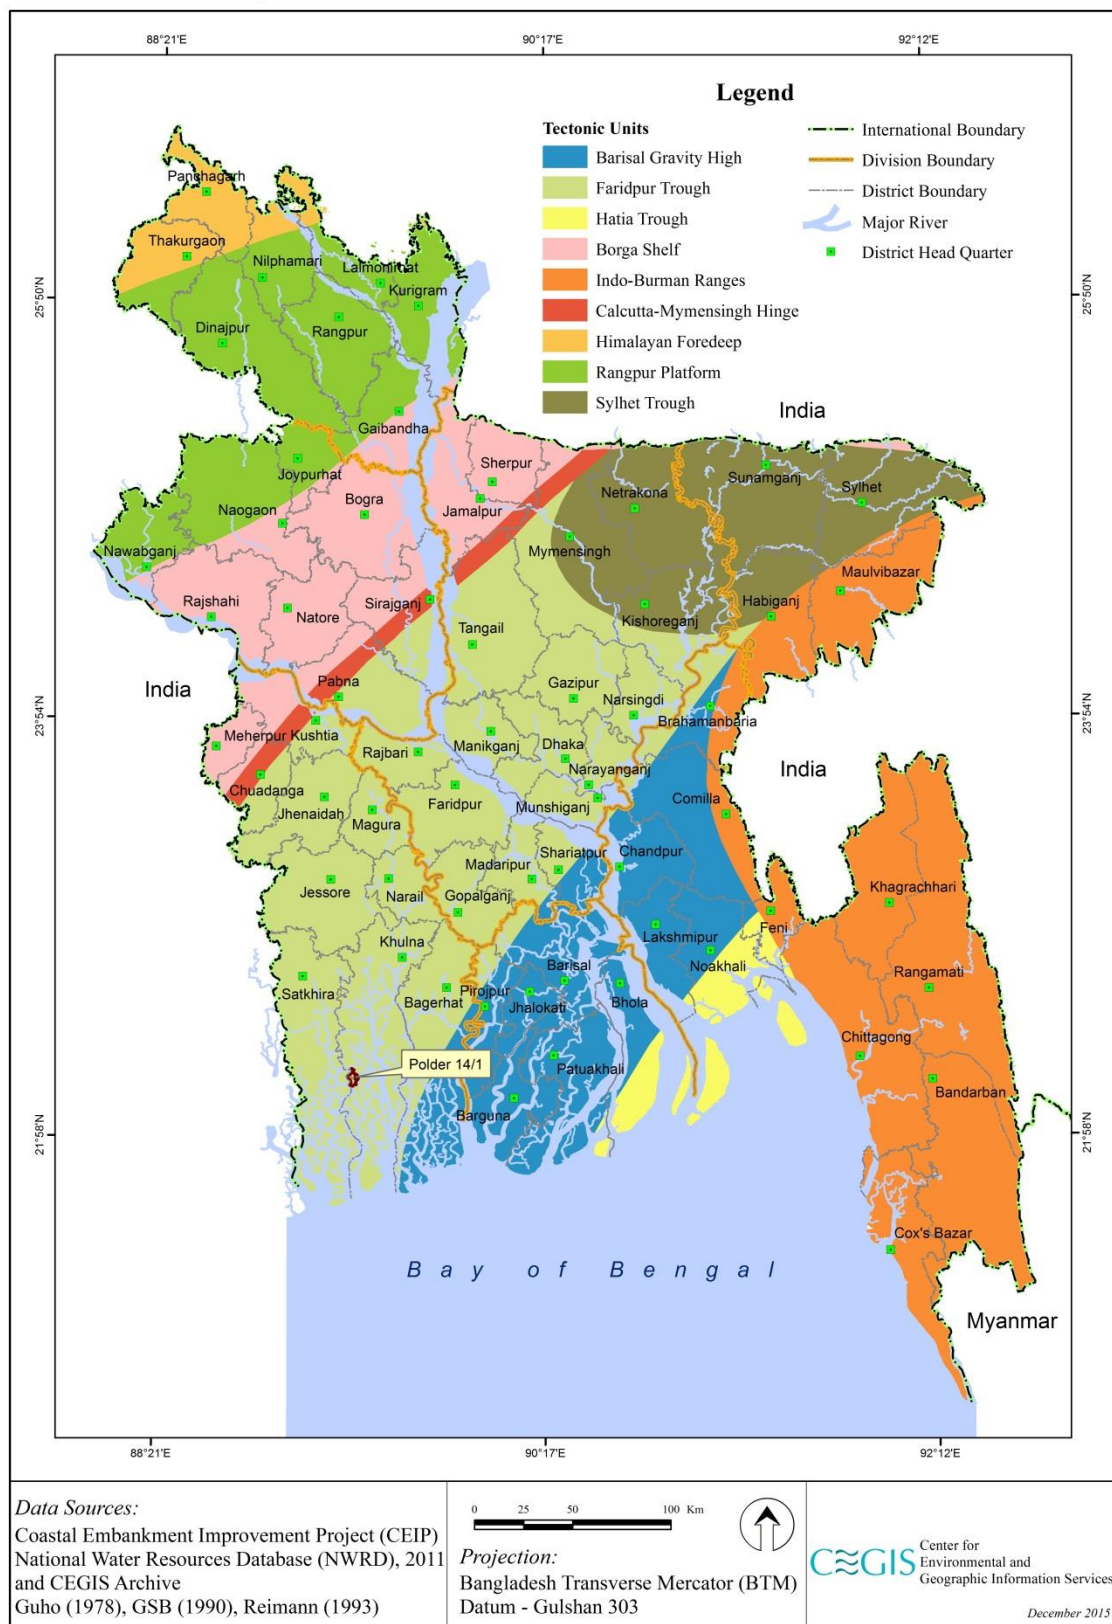 88°21'E
90°17'E
92°12'E
Legend
Tectonic Units
Barisal Gravity High
Faridpur Trough
Hatia Trough
Borga Shelf
Indo-Burman Ranges
Calcutta-Mymensingh Hinge
Himalayan Foredeep
Rangpur Platform
Sylhet Trough
International Boundary
Division Boundary
District Boundary
Major River
District Head Quarter
25°50'N
25°50'N
23°54'N
23°54'N
21°58'N
21°58'N
Panchagarh
Thakurgaon
Nilphamari
Lalmonirhat
Kurigram
Dinajpur
Rangpur
Gaibandha
India
Joypurhat
Sherpur
Sunamganj
Sylhet
Netrakona
Bogra
Jamalpur
Naogaon
Mymensingh
Nawabganj
Maulvibazar
Rajshahi
Natore
Sirajganj
Kishoreganj
Habiganj
Tangail
India
Pabna
Gazipur
Narsingdi
Brahamanbaria
Meherpur
Kushtia
Rajbari
Manikganj
Dhaka
Narayanganj
India
Chuadanga
Jhenaidah
Magura
Faridpur
Munshiganj
Comilla
Shariatpur
Chandpur
Madaripur
Jessore
Narail
Gopalganj
Khagrachhari
Feni
Lakshmipur
Khulna
Noakhali
Barisal
Satkhira
Bagerhat
Pirojpur
Jhalokati
Bhola
Rangamati
Chittagong
Polder 14/1
Patuakhali
Bandarban
Barguna
Cox's Bazar
Bay of Bengal
Myanmar
88°21'E
90°17'E
92°12'E
Data Sources:
Coastal Embankment Improvement Project (CEIP)
National Water Resources Database (NWRD), 2011
and CEGIS Archive
Guho (1978), GSB (1990), Reimann (1993)
0 25 50 100 Km
Projection:
Bangladesh Transverse Mercator (BTM)
Datum - Gulshan 303
CEGIS
Center for
Environmental and
Geographic Information Services
December 2015